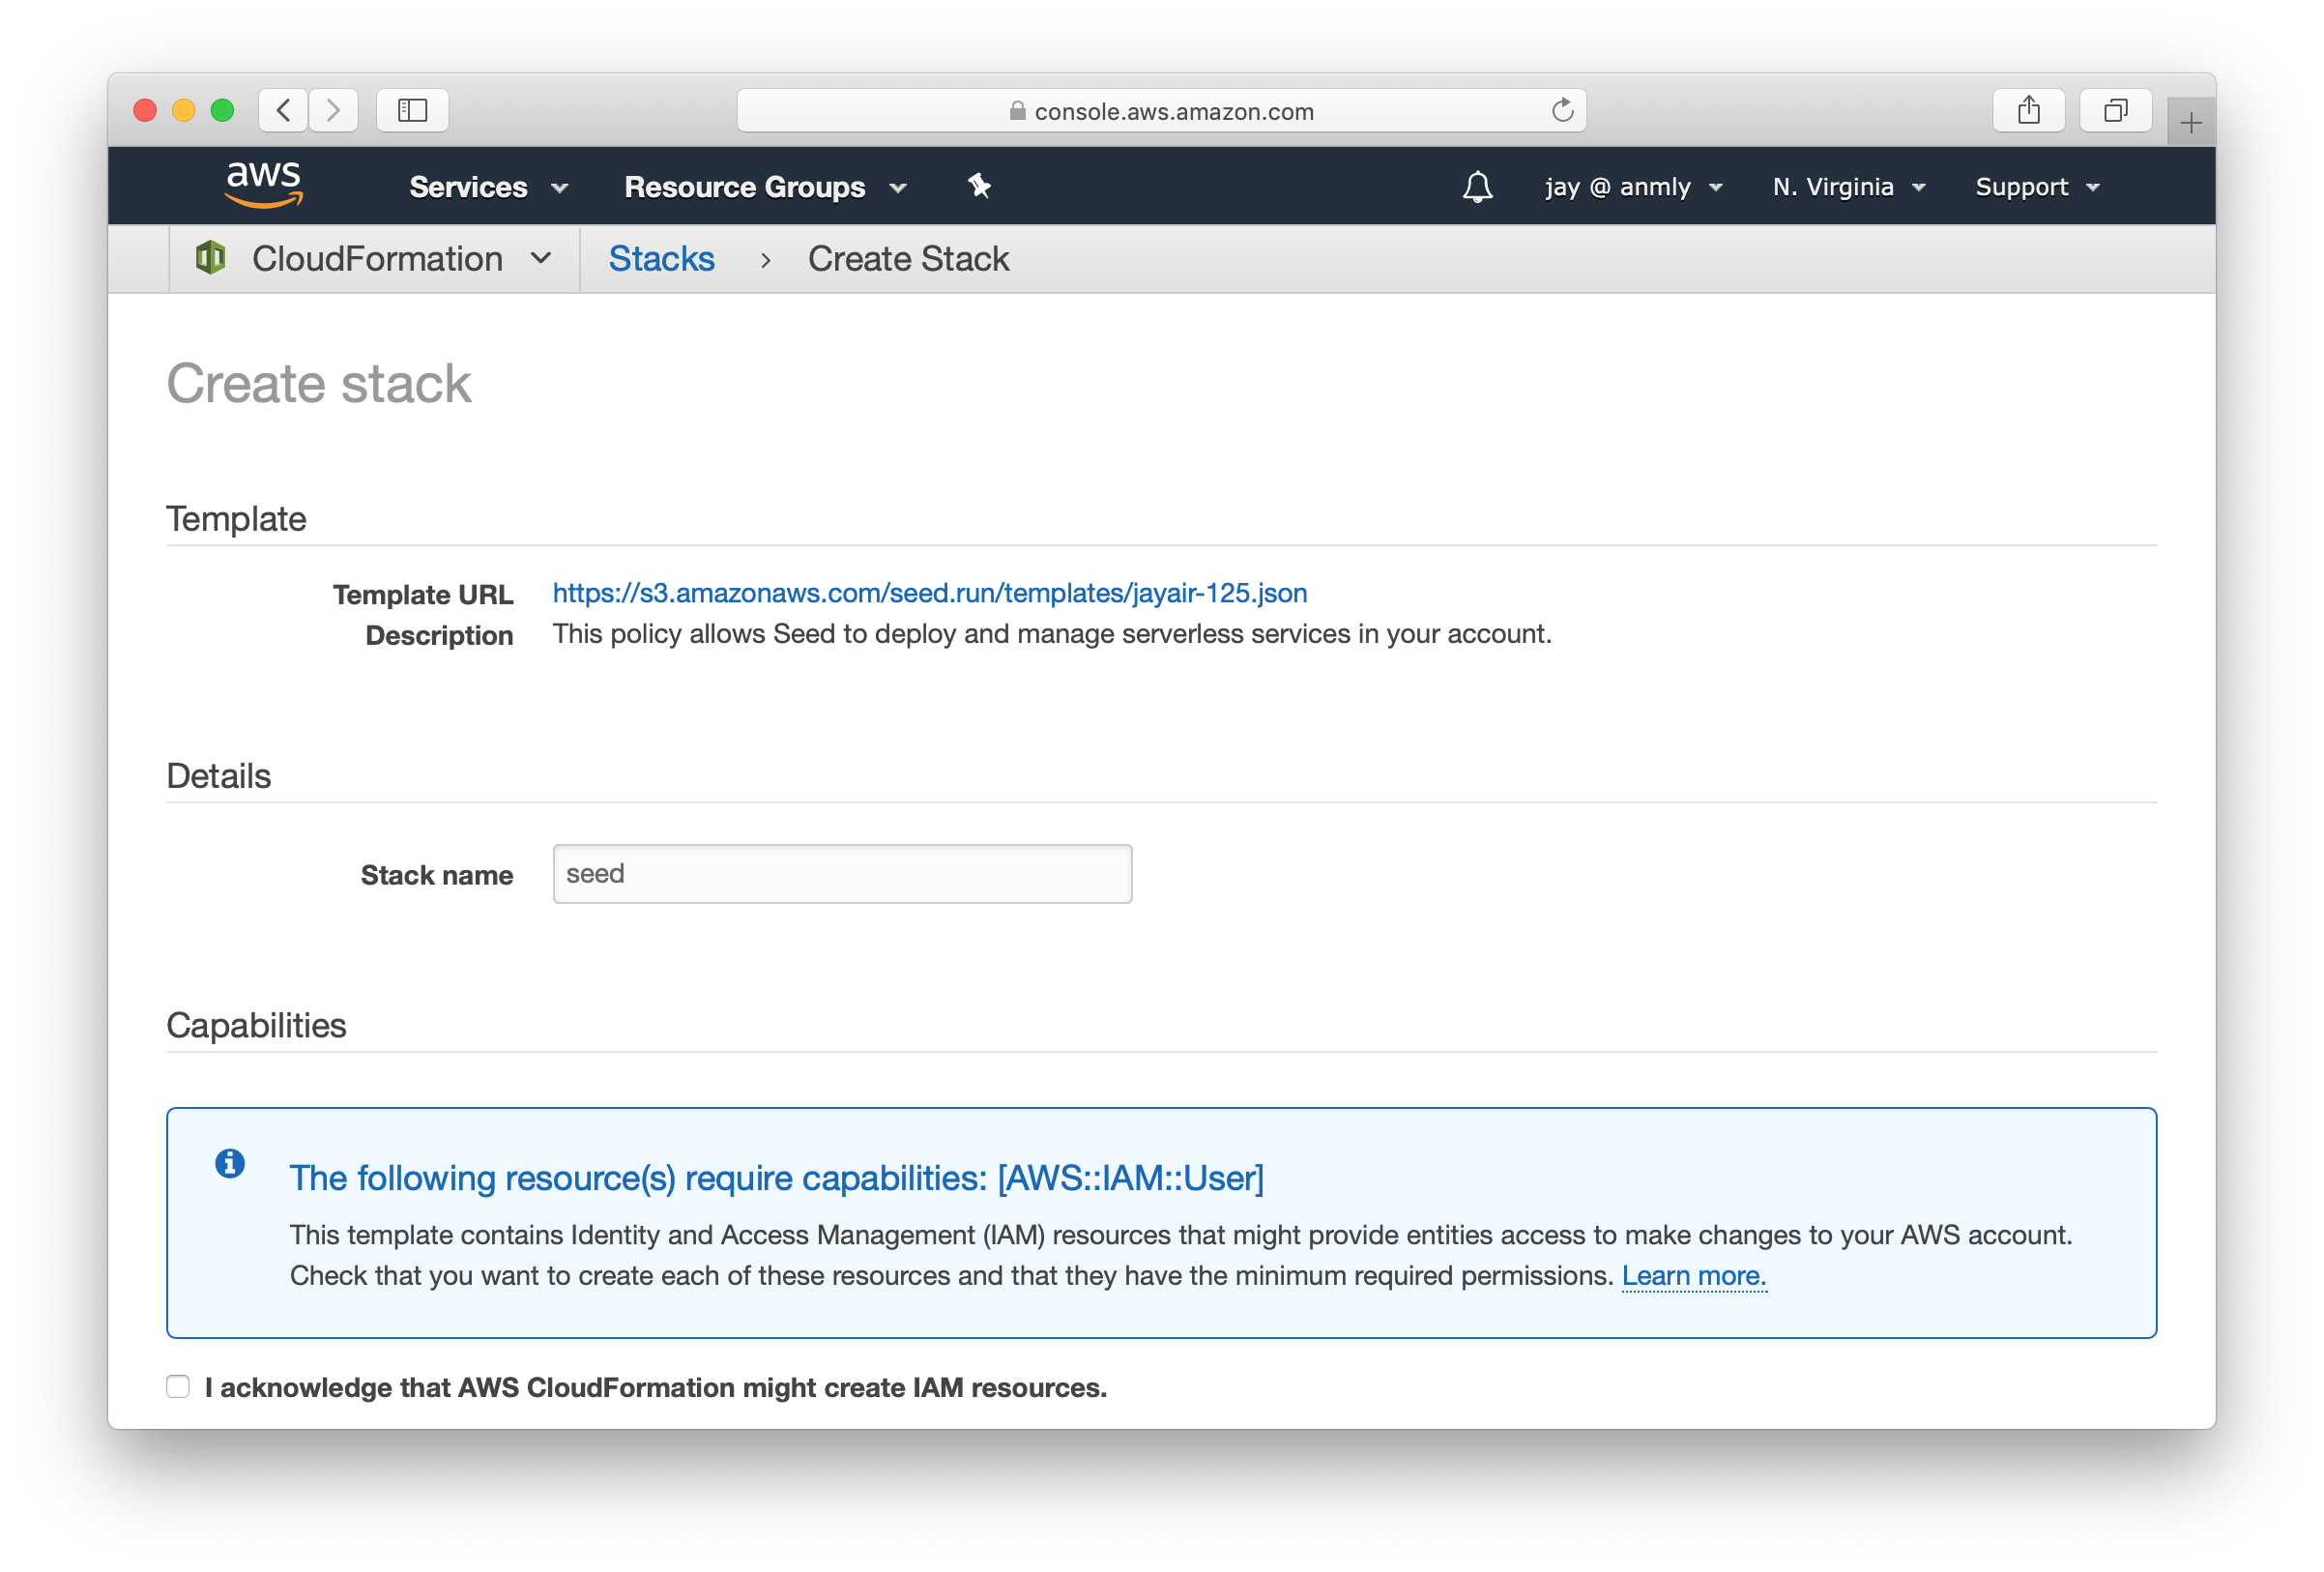 console.aws.amazon.com
aws Services Resource Groups jay @ anmly N. Virginia Support
CloudFormation Stacks › Create Stack
Create stack
Template
Template URL https://s3.amazonaws.com/seed.run/templates/jayair-125.json
Description This policy allows Seed to deploy and manage serverless services in your account.
Details
Stack name seed
Capabilities
The following resource(s) require capabilities: [AWS::IAM::User]
This template contains Identity and Access Management (IAM) resources that might provide entities access to make changes to your AWS account.
Check that you want to create each of these resources and that they have the minimum required permissions. Learn more.
I acknowledge that AWS CloudFormation might create IAM resources.